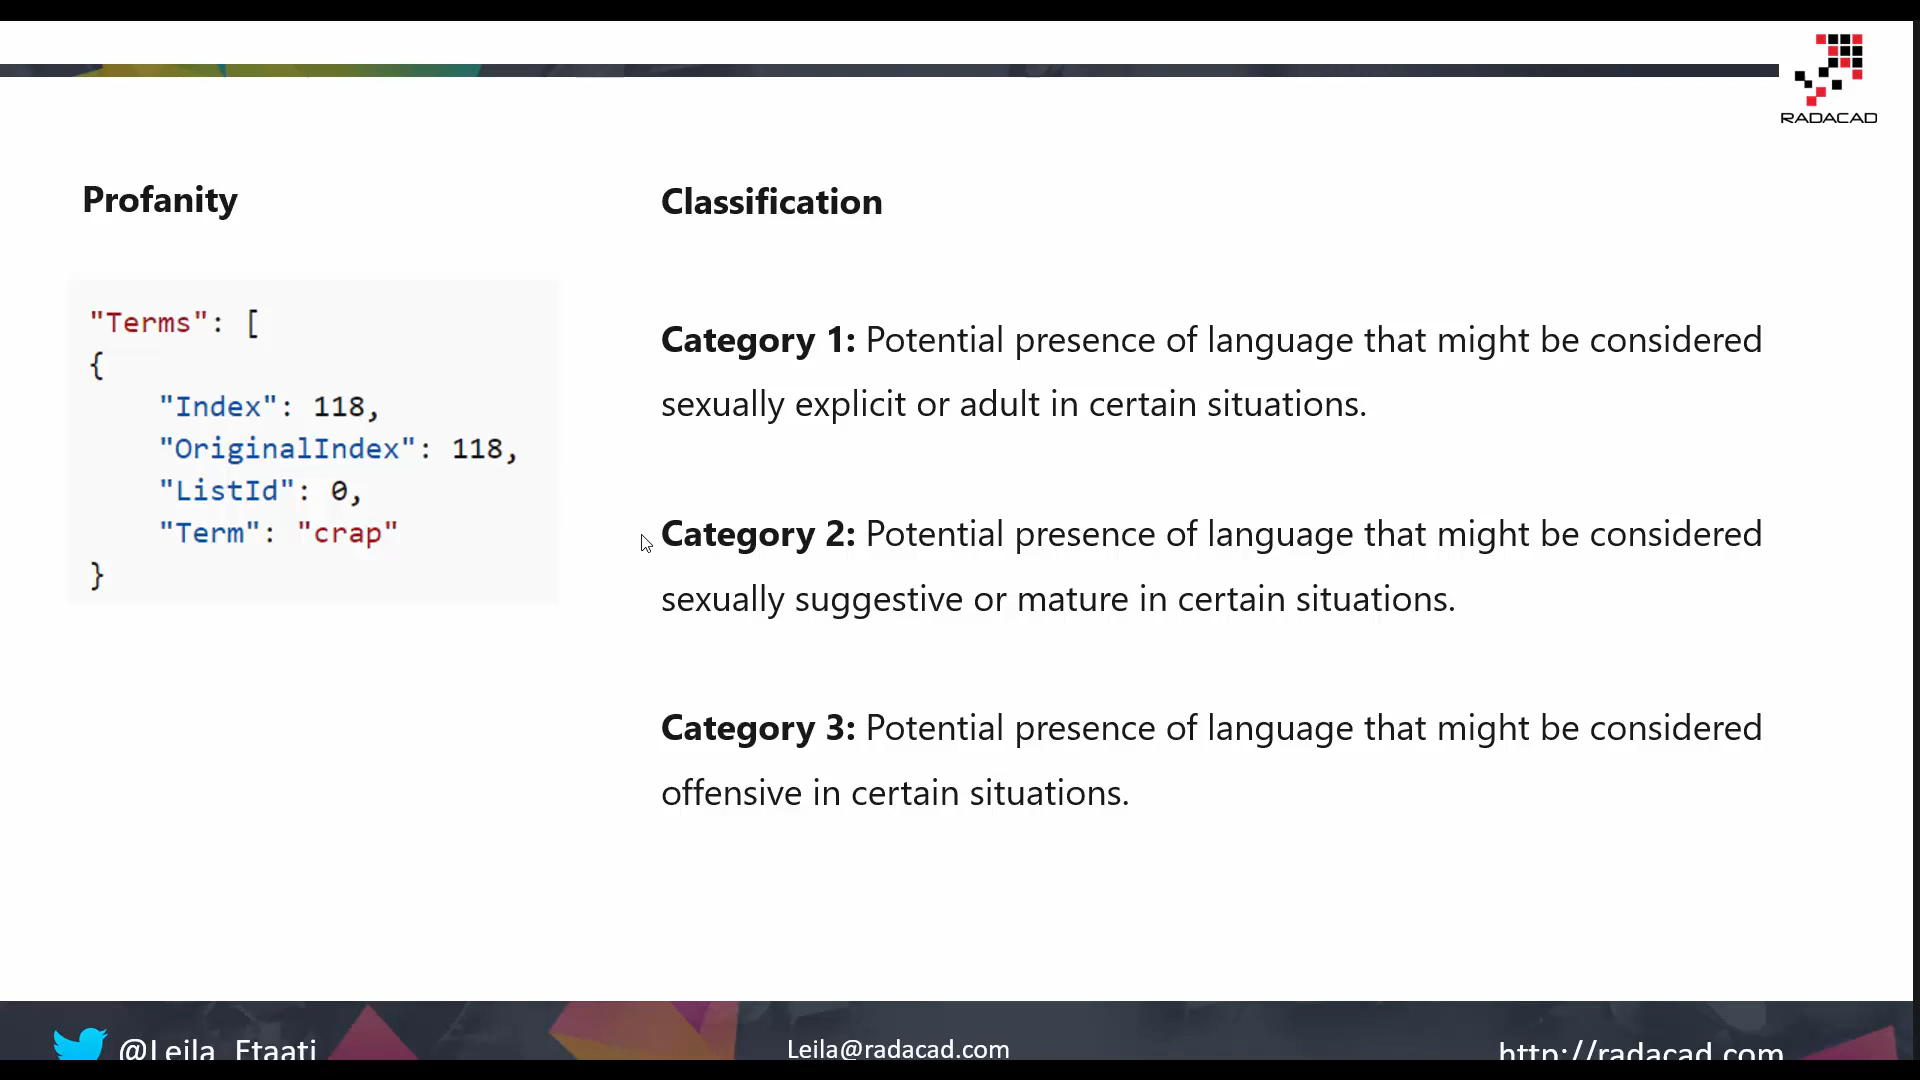 RADACAD
Profanity
"Terms": [
{
"Index": 118,
"OriginalIndex": 118,
"ListId": 0,
"Term": "crap"
}
Classification
Category 1: Potential presence of language that might be considered
sexually explicit or adult in certain situations.
Category 2: Potential presence of language that might be considered
sexually suggestive or mature in certain situations.
Category 3: Potential presence of language that might be considered
offensive in certain situations.
@Leila_Etaati
Leila@radacad.com
http://radacad.com